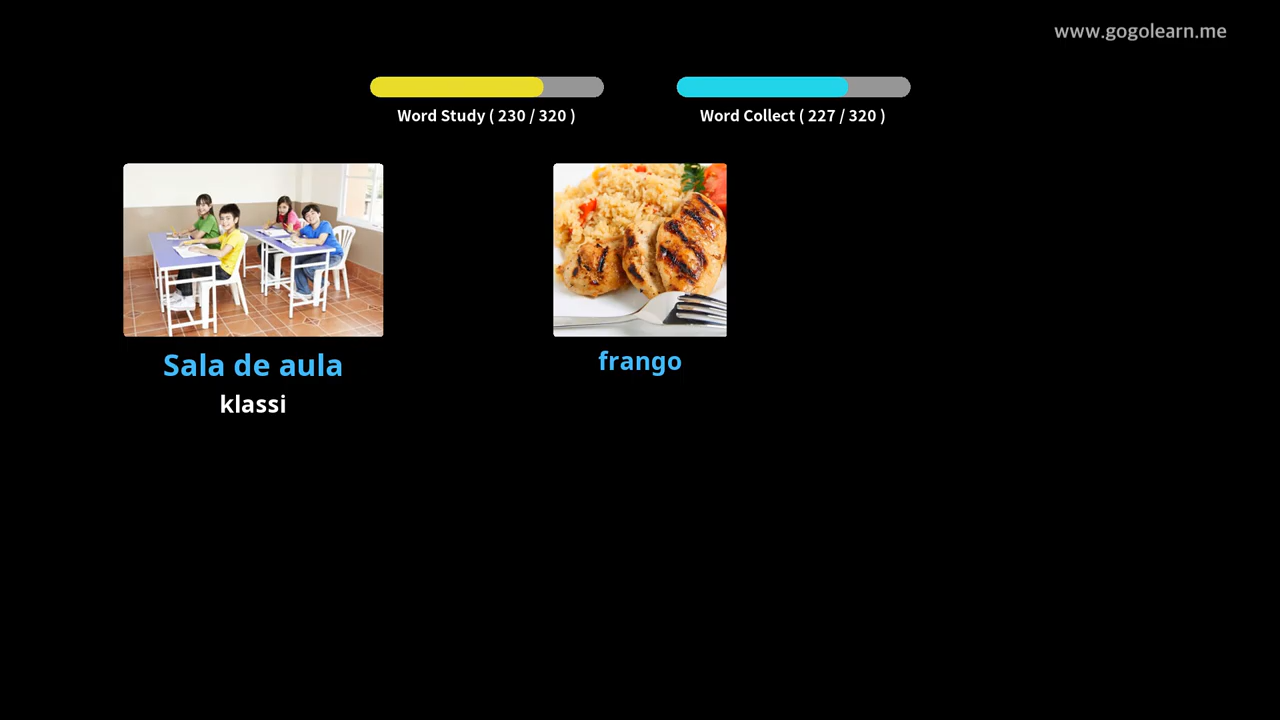 www.gogolearn.me
Word Study ( 230 / 320 )
Word Collect ( 227 / 320 )
Sala de aula
klassi
frango